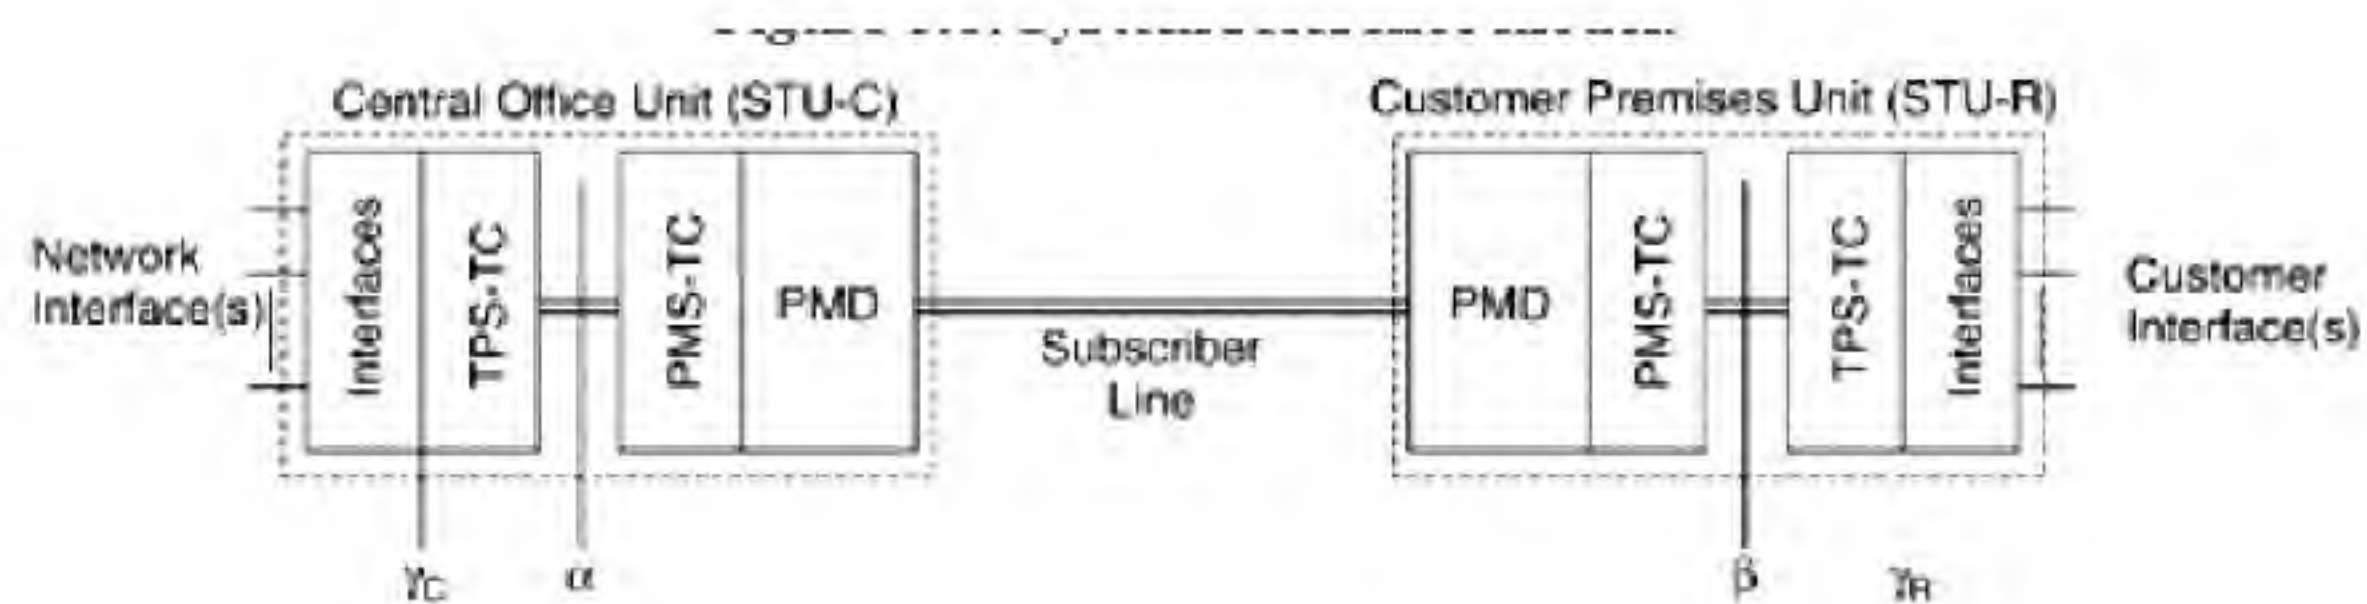 Central Office Unit (STU-C)
Customer Premises Unit (STU-R)
Network
Interface(s)
Interfaces
TPS-TC
PMS-TC
PMD
Subscriber
Line
PMD
PMS-TC
TPS-TC
Interfaces
Customer
Interface(s)
γC
α
β
γR